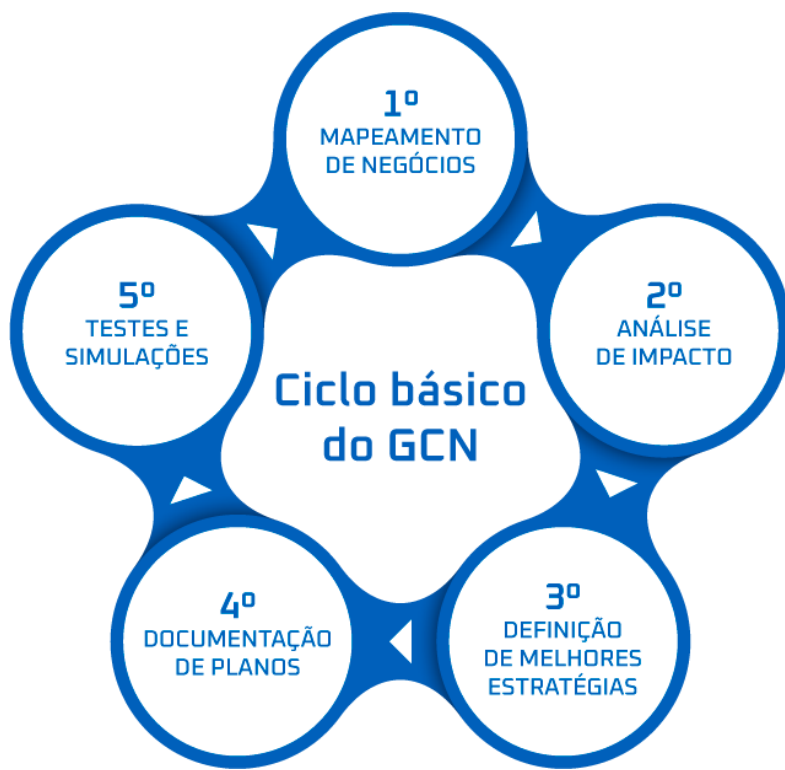 1º
MAPEAMENTO
DE NEGÓCIOS
2º
ANÁLISE
DE IMPACTO
3º
DEFINIÇÃO
DE MELHORES
ESTRATÉGIAS
4º
DOCUMENTAÇÃO
DE PLANOS
5º
TESTES E
SIMULAÇÕES
Ciclo básico
do GCN